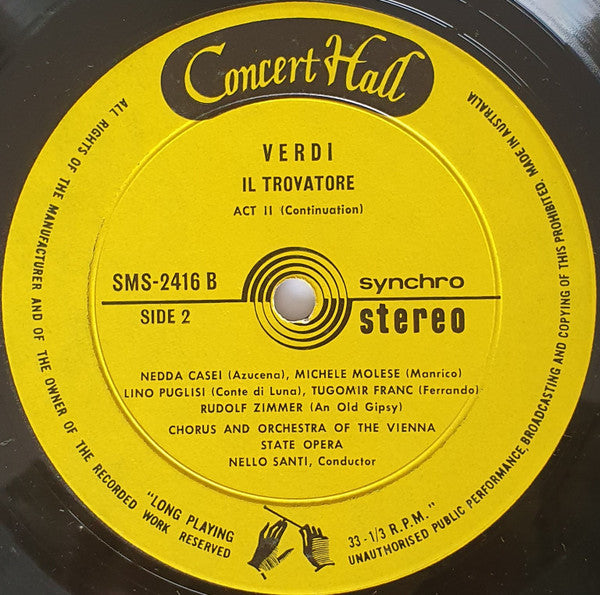 Concert Hall
VERDI
IL TROVATORE
ACT II (Continuation)
SMS-2416 B
SIDE 2
synchro
stereo
NEDDA CASEI (Azucena), MICHELE MOLESE (Manrico)
LINO PUGLISI (Conte di Luna), TUGOMIR FRANC (Ferrando)
RUDOLF ZIMMER (An Old Gipsy)
CHORUS AND ORCHESTRA OF THE VIENNA
STATE OPERA
NELLO SANTI, Conductor
"LONG PLAYING
33-1/3 R.P.M."
ALL RIGHTS OF THE MANUFACTURER AND OF THE OWNER OF THE RECORDED WORK RESERVED
UNAUTHORISED PUBLIC PERFORMANCE, BROADCASTING AND COPYING OF THIS PROHIBITED. MADE IN AUSTRALIA